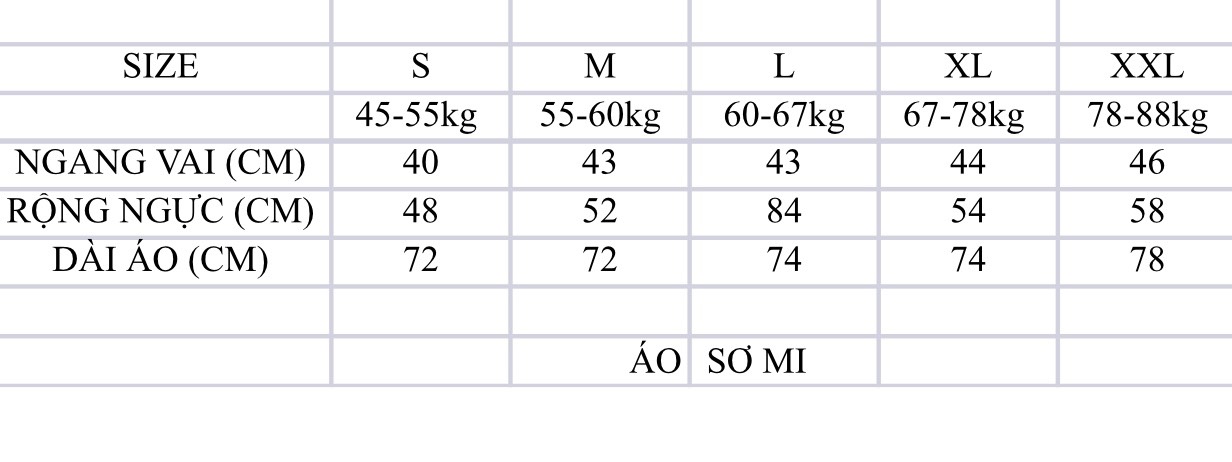 SIZE S M L XL XXL
45-55kg 55-60kg 60-67kg 67-78kg 78-88kg
NGANG VAI (CM) 40 43 43 44 46
RỘNG NGỰC (CM) 48 52 84 54 58
DÀI ÁO (CM) 72 72 74 74 78
ÁO SƠ MI